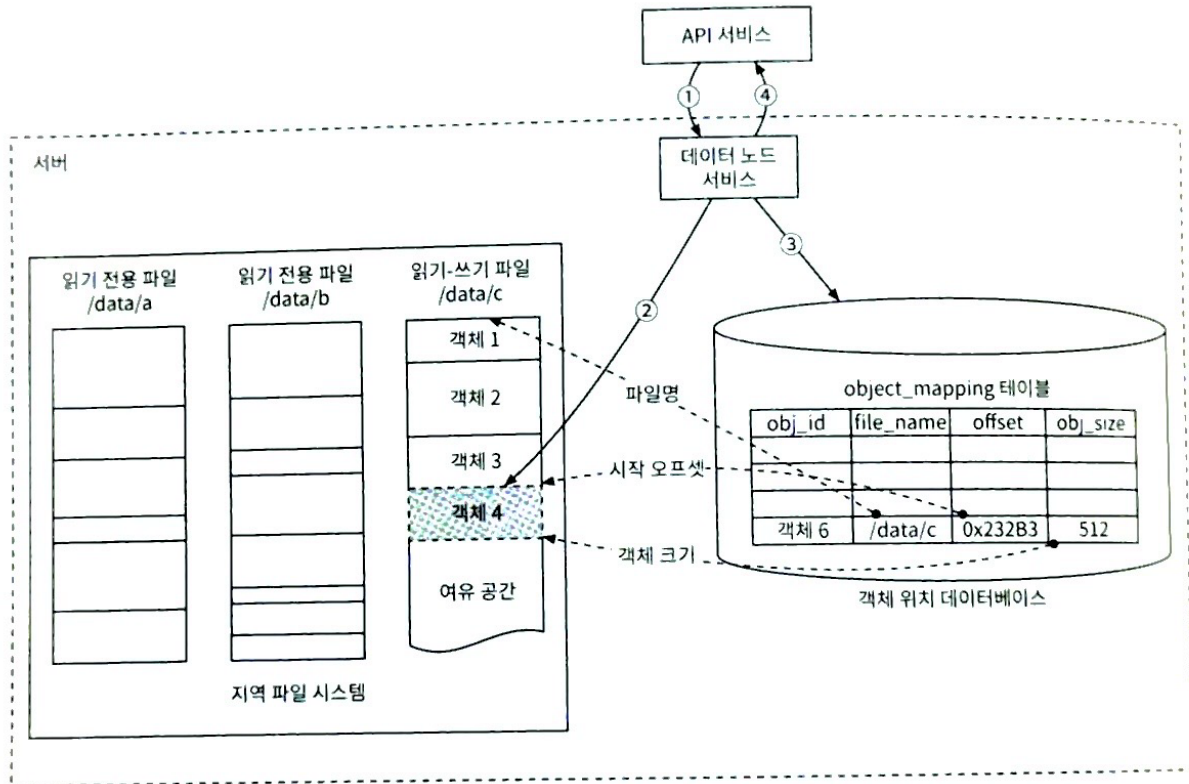 API 서비스
①
④
서버
데이터 노드
서비스
③
②
읽기 전용 파일
/data/a
읽기 전용 파일
/data/b
읽기-쓰기 파일
/data/c
객체 1
객체 2
객체 3
객체 4
여유 공간
지역 파일 시스템
파일명
시작 오프셋
객체 크기
object_mapping 테이블
obj_id file_name offset obj_size
객체 6 /data/c 0x232B3 512
객체 위치 데이터베이스